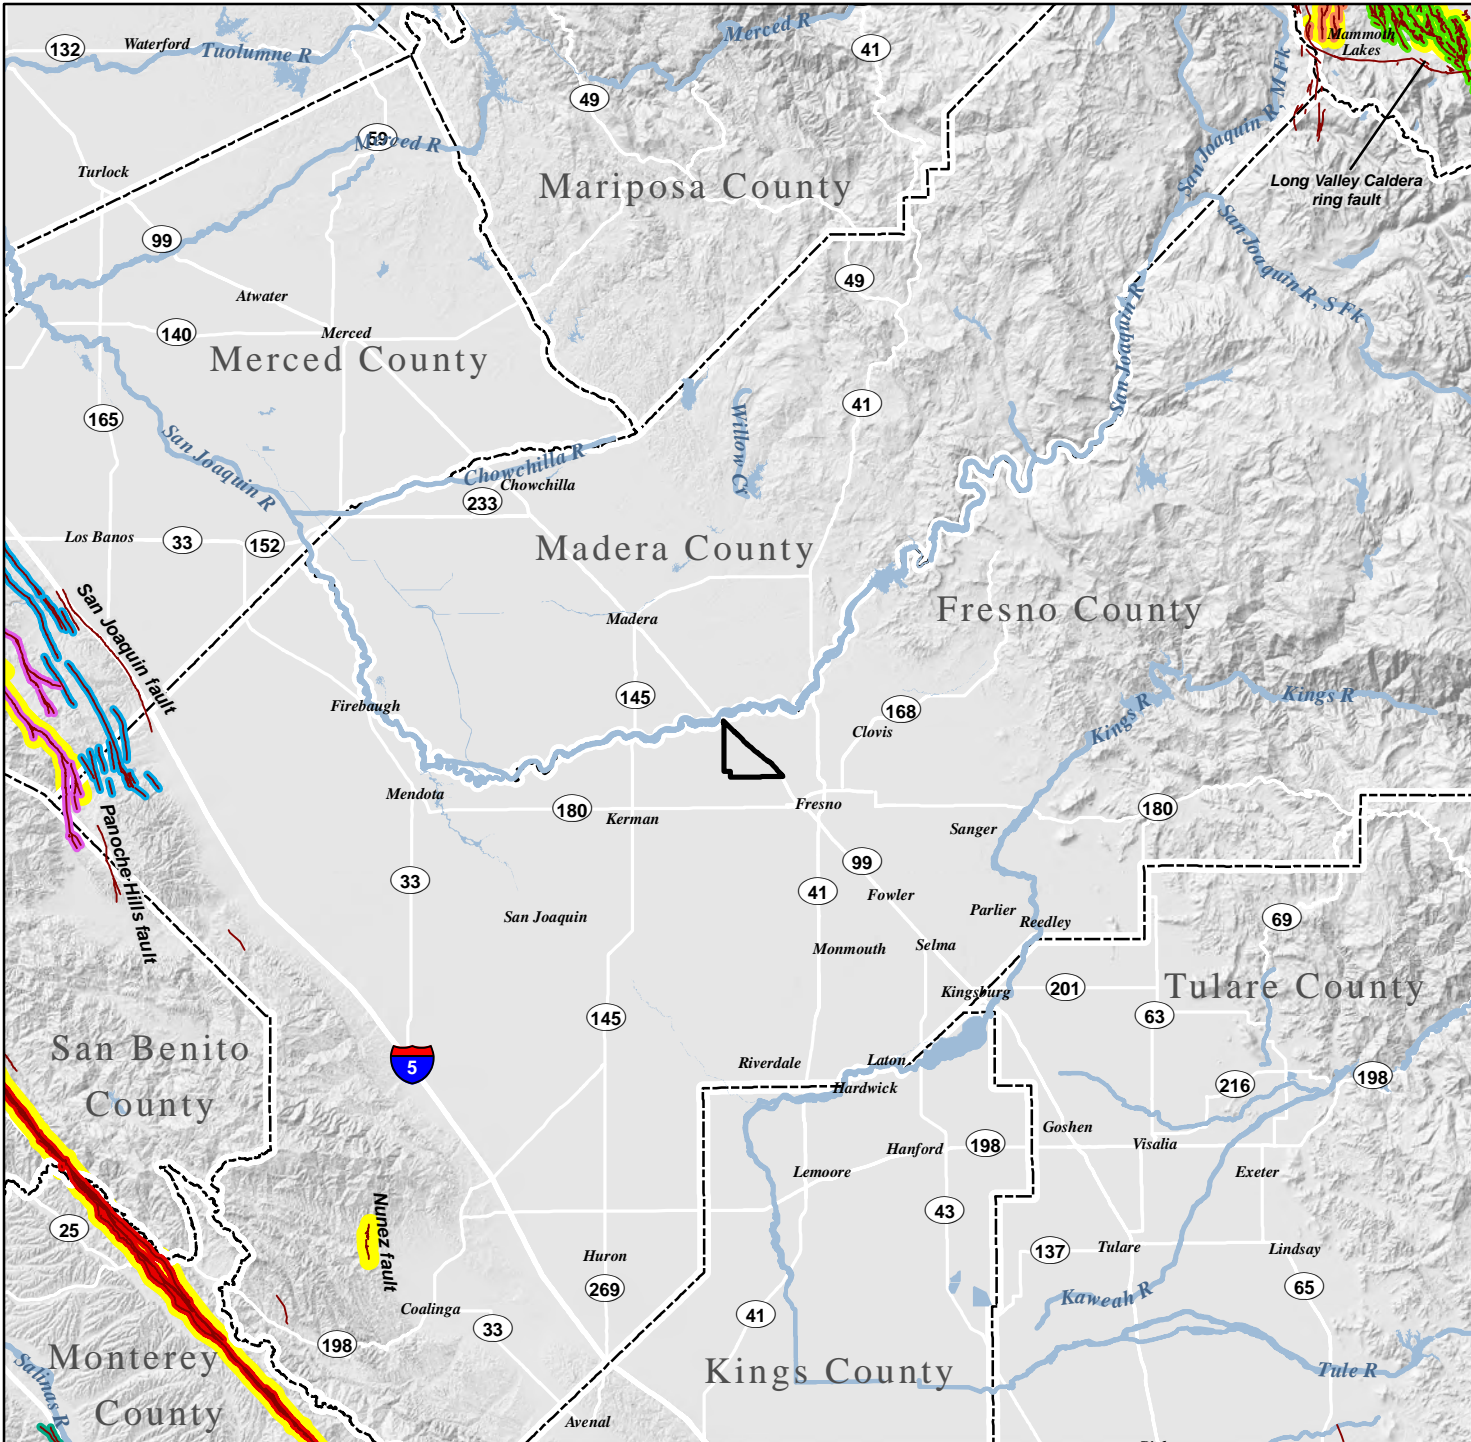 132
Waterford
Tuolumne R
Merced R
41
Mammoth
Lakes
49
59
Merced R
San Joaquin R, M Fk
Turlock
Mariposa County
Long Valley Caldera
ring fault
99
San Joaquin R, S Fk
49
Atwater
140
Merced
Merced County
San Joaquin R
165
41
San Joaquin R
Willow Cy
Chowchilla R
Chowchilla
233
Los Banos
33
152
Madera County
San Joaquin fault
Madera
Fresno County
145
Firebaugh
168
Clovis
Kings R
Kings R
Mendota
180
Kerman
Fresno
180
Sanger
Panoche Hills fault
99
33
41
Fowler
69
San Joaquin
Parlier
Reedley
Monmouth
Selma
Kingsburg
201
Tulare County
145
63
San Benito
County
5
Riverdale
Laton
Hardwick
216
198
Goshen
Hanford
198
Visalia
Lemoore
Exeter
Nunez fault
25
43
Huron
137
Tulare
Lindsay
269
65
Kaweah R
Coalinga
33
41
198
Monterey
County
Salinas R
Kings County
Tule R
Avenal